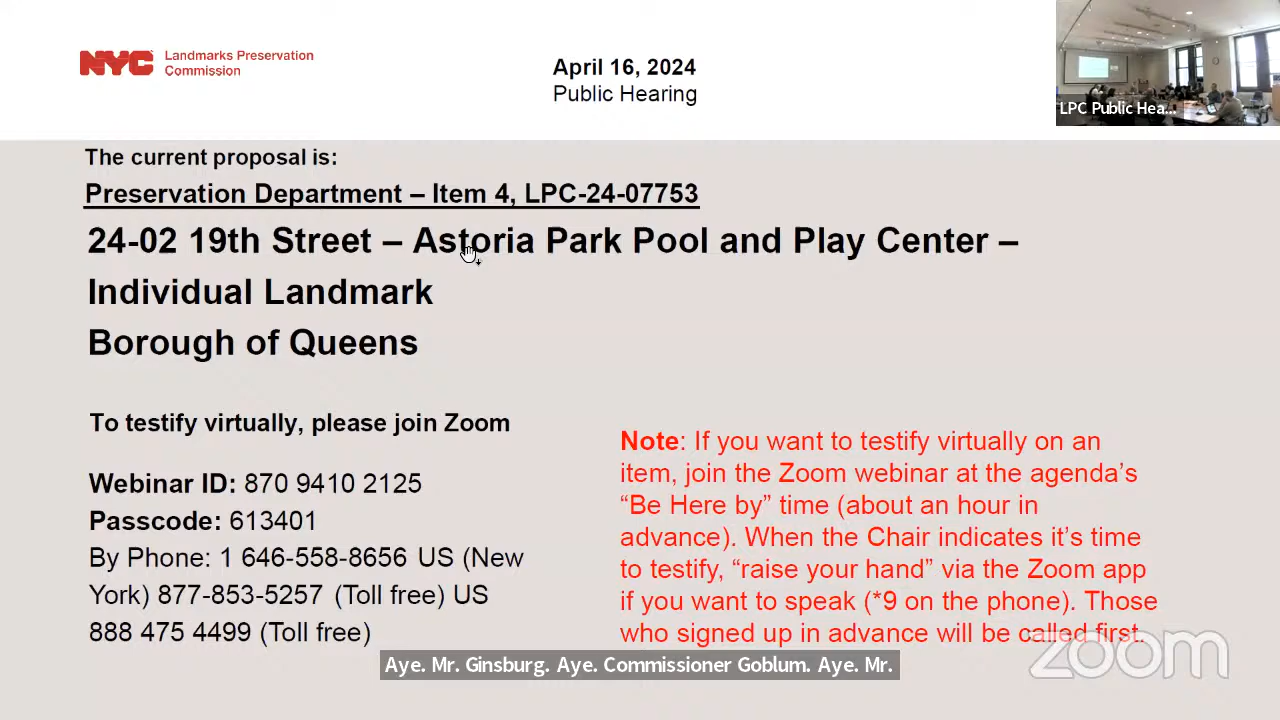 NYC Landmarks Preservation
Commission
April 16, 2024
Public Hearing
LPC Public Hea...
The current proposal is:
Preservation Department – Item 4, LPC-24-07753
24-02 19th Street – Astoria Park Pool and Play Center –
Individual Landmark
Borough of Queens
To testify virtually, please join Zoom
Webinar ID: 870 9410 2125
Passcode: 613401
By Phone: 1 646-558-8656 US (New
York) 877-853-5257 (Toll free) US
888 475 4499 (Toll free)
Note: If you want to testify virtually on an
item, join the Zoom webinar at the agenda’s
“Be Here by” time (about an hour in
advance). When the Chair indicates it’s time
to testify, “raise your hand” via the Zoom app
if you want to speak (*9 on the phone). Those
who signed up in advance will be called first.
zoom
Aye. Mr. Ginsburg. Aye. Commissioner Goblum. Aye. Mr.